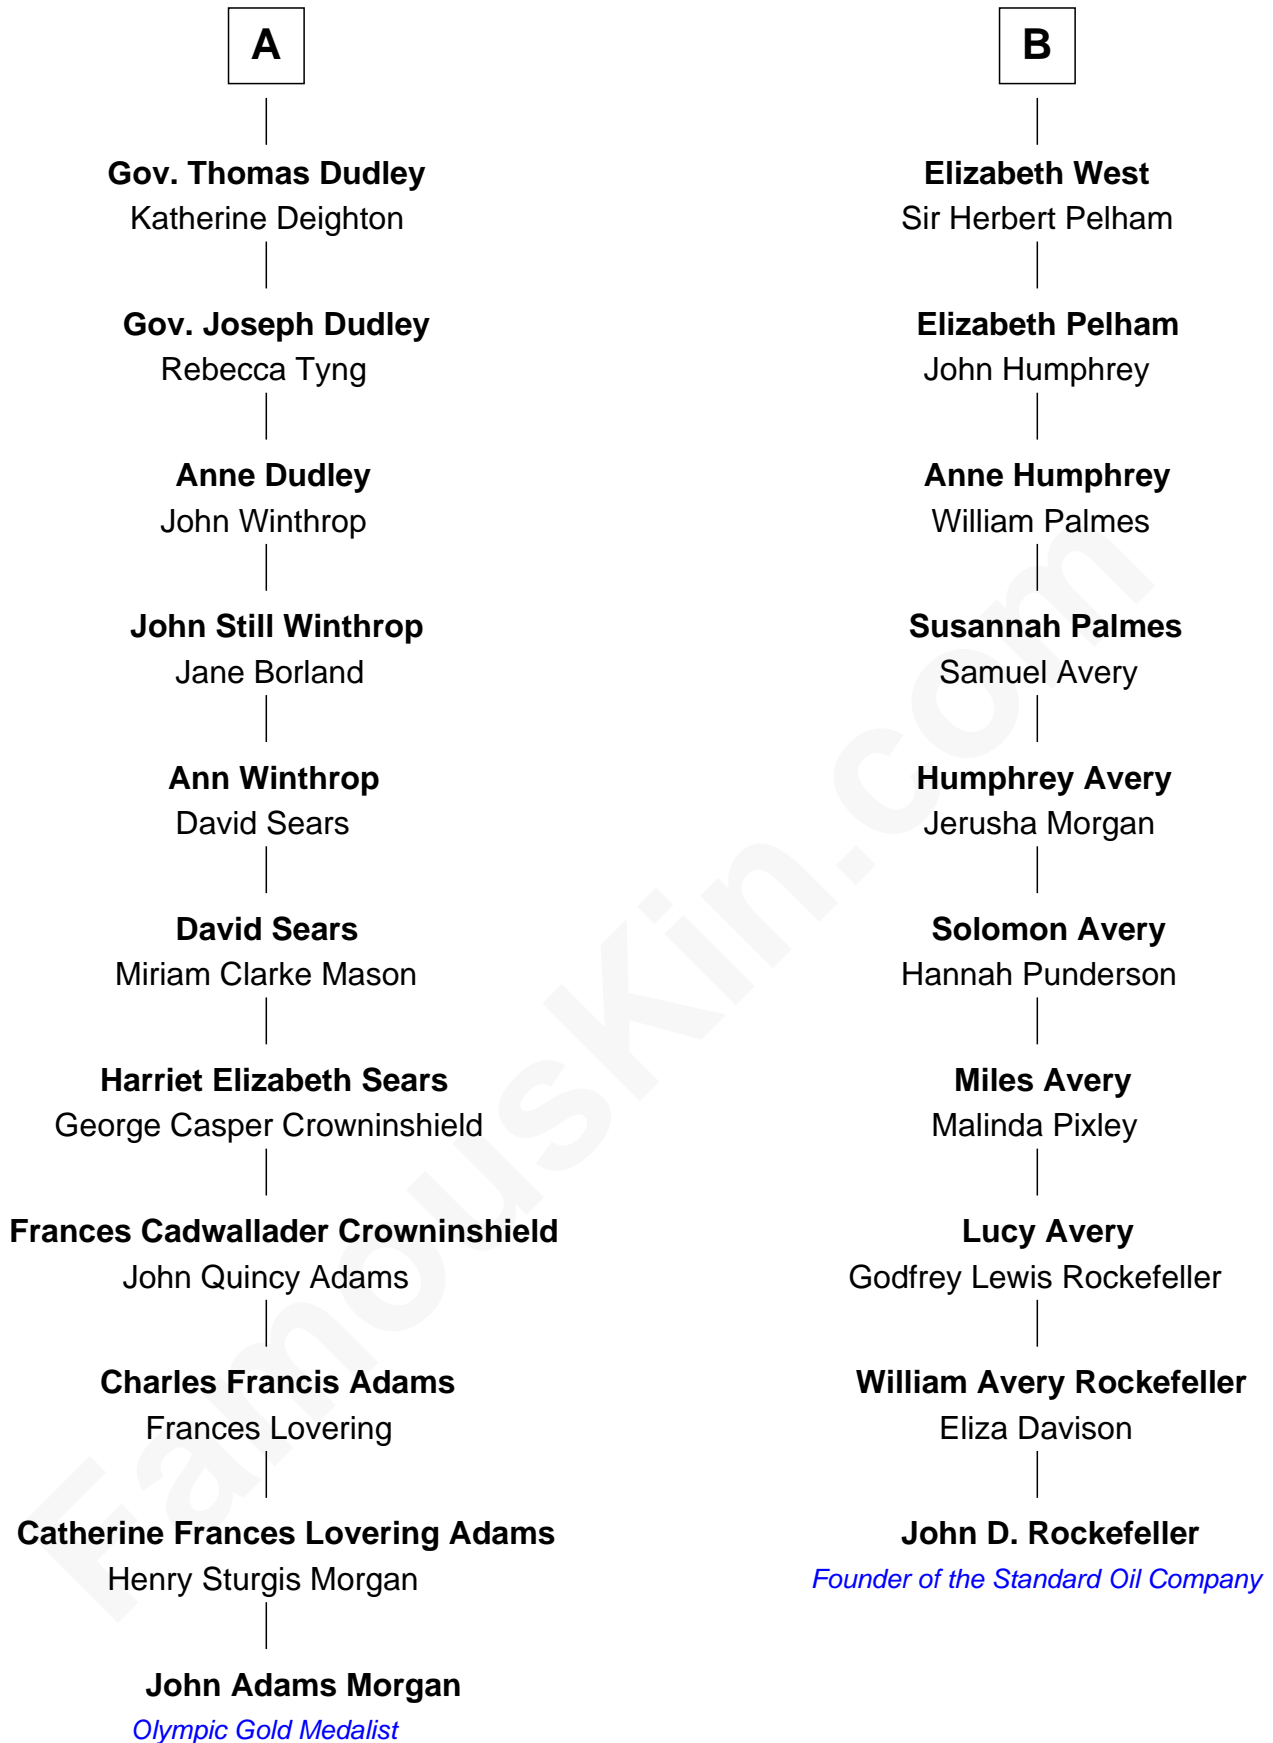 A
Gov. Thomas Dudley
Katherine Deighton
Gov. Joseph Dudley
Rebecca Tyng
Anne Dudley
John Winthrop
John Still Winthrop
Jane Borland
Ann Winthrop
David Sears
David Sears
Miriam Clarke Mason
Harriet Elizabeth Sears
George Casper Crowninshield
Frances Cadwallader Crowninshield
John Quincy Adams
Charles Francis Adams
Frances Lovering
Catherine Frances Lovering Adams
Henry Sturgis Morgan
John Adams Morgan
Olympic Gold Medalist
B
Elizabeth West
Sir Herbert Pelham
Elizabeth Pelham
John Humphrey
Anne Humphrey
William Palmes
Susannah Palmes
Samuel Avery
Humphrey Avery
Jerusha Morgan
Solomon Avery
Hannah Punderson
Miles Avery
Malinda Pixley
Lucy Avery
Godfrey Lewis Rockefeller
William Avery Rockefeller
Eliza Davison
John D. Rockefeller
Founder of the Standard Oil Company
FamousKin.com